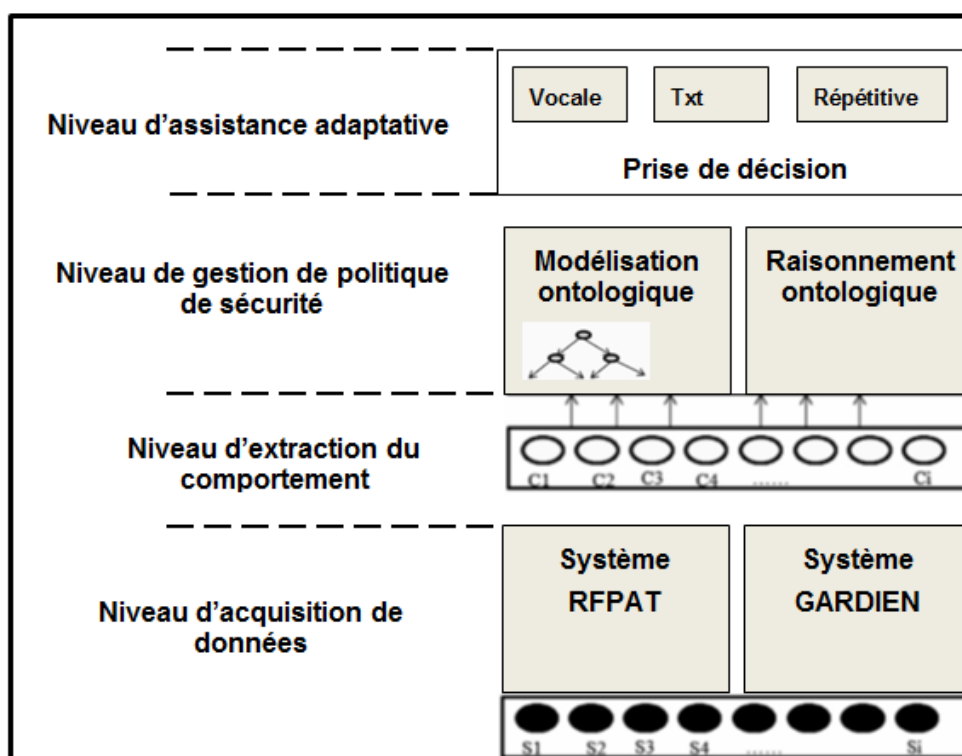 Vocale
Txt
Répétitive
Niveau d'assistance adaptative
Prise de décision
Niveau de gestion de politique
de sécurité
Modélisation
ontologique
Raisonnement
ontologique
Niveau d'extraction du
comportement
C1 C2 C3 C4 ...... Ci
Niveau d'acquisition de
données
Système
RFPAT
Système
GARDIEN
S1 S2 S3 S4 ...... Si